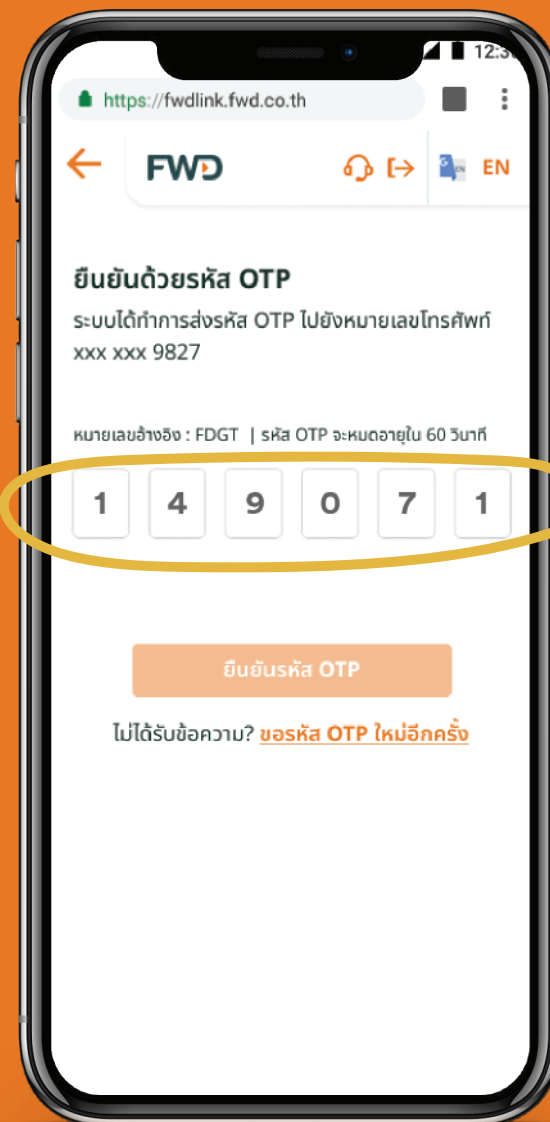 12:30
https://fwdlink.fwd.co.th
FWD EN
ยืนยันด้วยรหัส OTP
ระบบได้ทำการส่งรหัส OTP ไปยังหมายเลขโทรศัพท์
xxx xxx 9827
หมายเลขอ้างอิง : FDGT | รหัส OTP จะหมดอายุใน 60 วินาที
1 4 9 0 7 1
ยืนยันรหัส OTP
ไม่ได้รับข้อความ? ขอรหัส OTP ใหม่อีกครั้ง